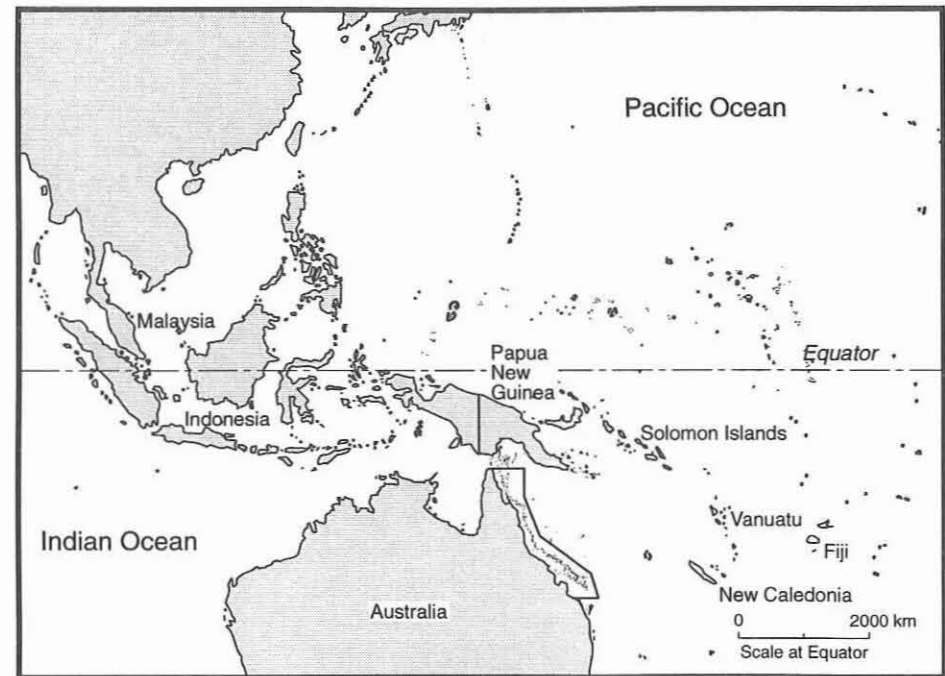 Pacific Ocean
Malaysia
Equator
Papua
New
Guinea
Indonesia
Solomon Islands
Indian Ocean
Vanuatu
Fiji
New Caledonia
Australia
0 2000 km
Scale at Equator